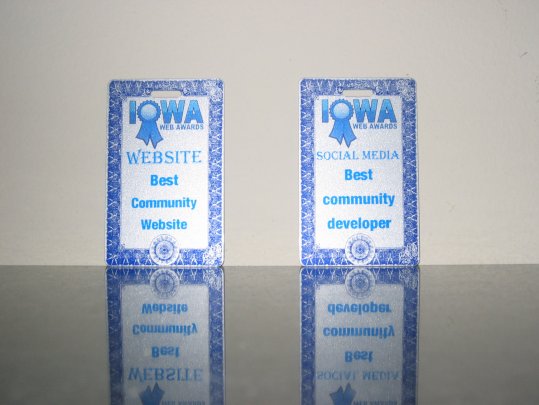 IOWA
WEB AWARDS
WEBSITE
Best
Community
Website
IOWA
WEB AWARDS
SOCIAL MEDIA
Best
community
developer